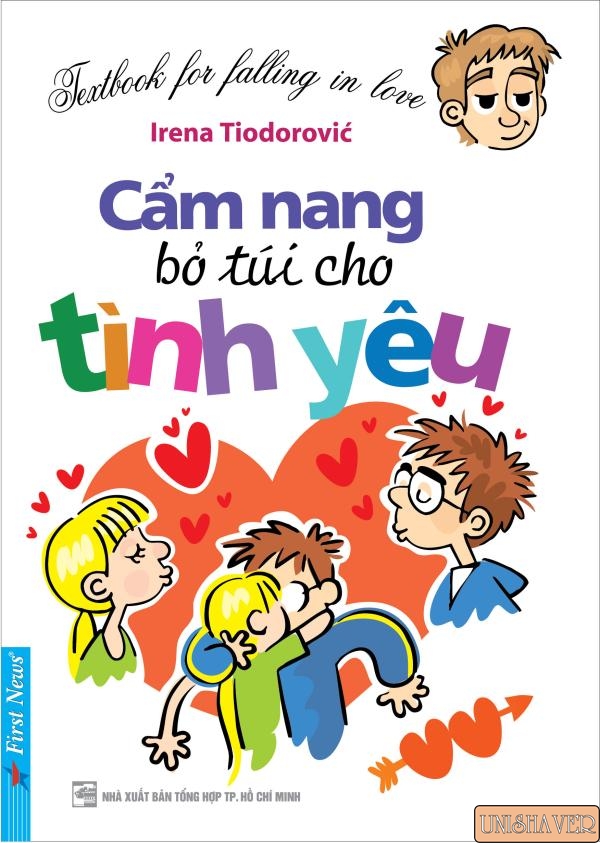 Textbook for falling in love
Irena Tiodorović
Cẩm nang
bỏ túi cho
tình yêu
First News®
NHÀ XUẤT BẢN TỔNG HỢP TP. HỒ CHÍ MINH
UNISHAVER